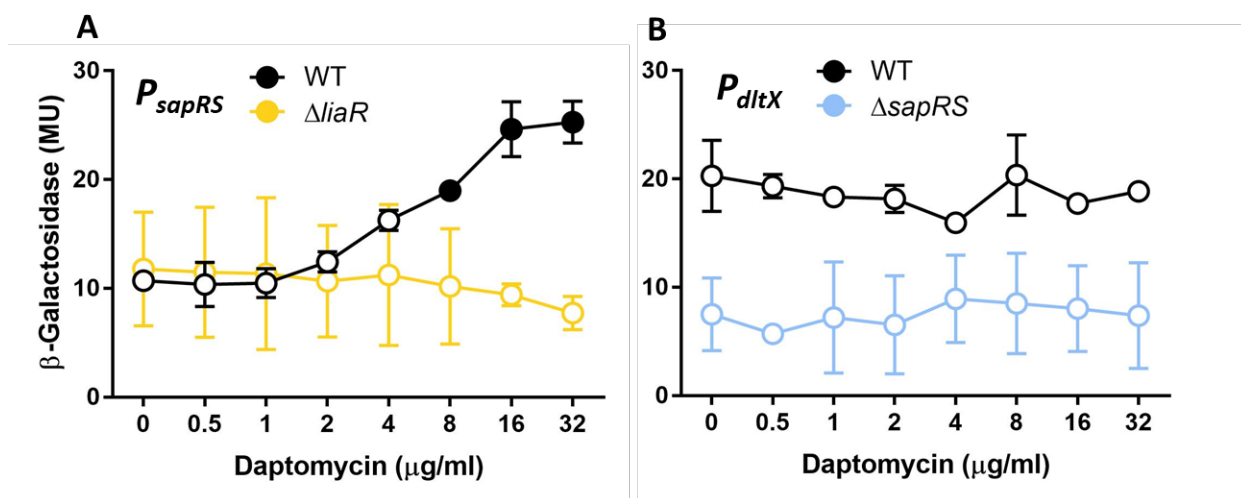 A
P_sapRS
WT
ΔliaR
β-Galactosidase (MU)
30
20
10
0
0 0.5 1 2 4 8 16 32
Daptomycin (μg/ml)
B
P_dltX
WT
ΔsapRS
30
20
10
0
0 0.5 1 2 4 8 16 32
Daptomycin (μg/ml)